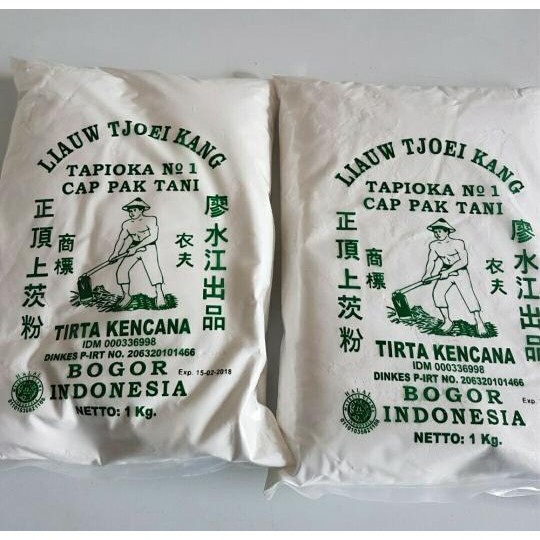 LIAUW TJOEI KANG
TAPIOKA Nº 1
CAP PAK TANI
正頂上茨粉
商標
农夫
廖水江出品
TIRTA KENCANA
IDM 000336998
DINKES P-IRT NO. 206320101466
BOGOR
Exp. 15-02-2018
INDONESIA
NETTO: 1 Kg.
LIAUW TJOEI KANG
TAPIOKA Nº 1
CAP PAK TANI
正頂上茨粉
商標
农夫
廖水江出品
TIRTA KENCANA
IDM 000336998
DINKES P-IRT NO. 206320101466
BOGOR
Exp.
INDONESIA
NETTO: 1 Kg.